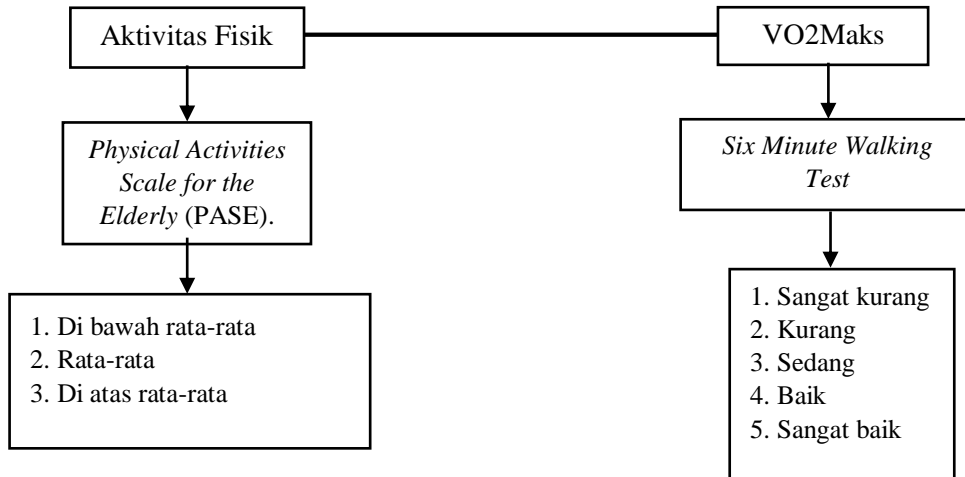 Aktivitas Fisik
VO2Maks
Physical Activities
Scale for the
Elderly (PASE).
Six Minute Walking
Test
1. Di bawah rata-rata
2. Rata-rata
3. Di atas rata-rata
1. Sangat kurang
2. Kurang
3. Sedang
4. Baik
5. Sangat baik